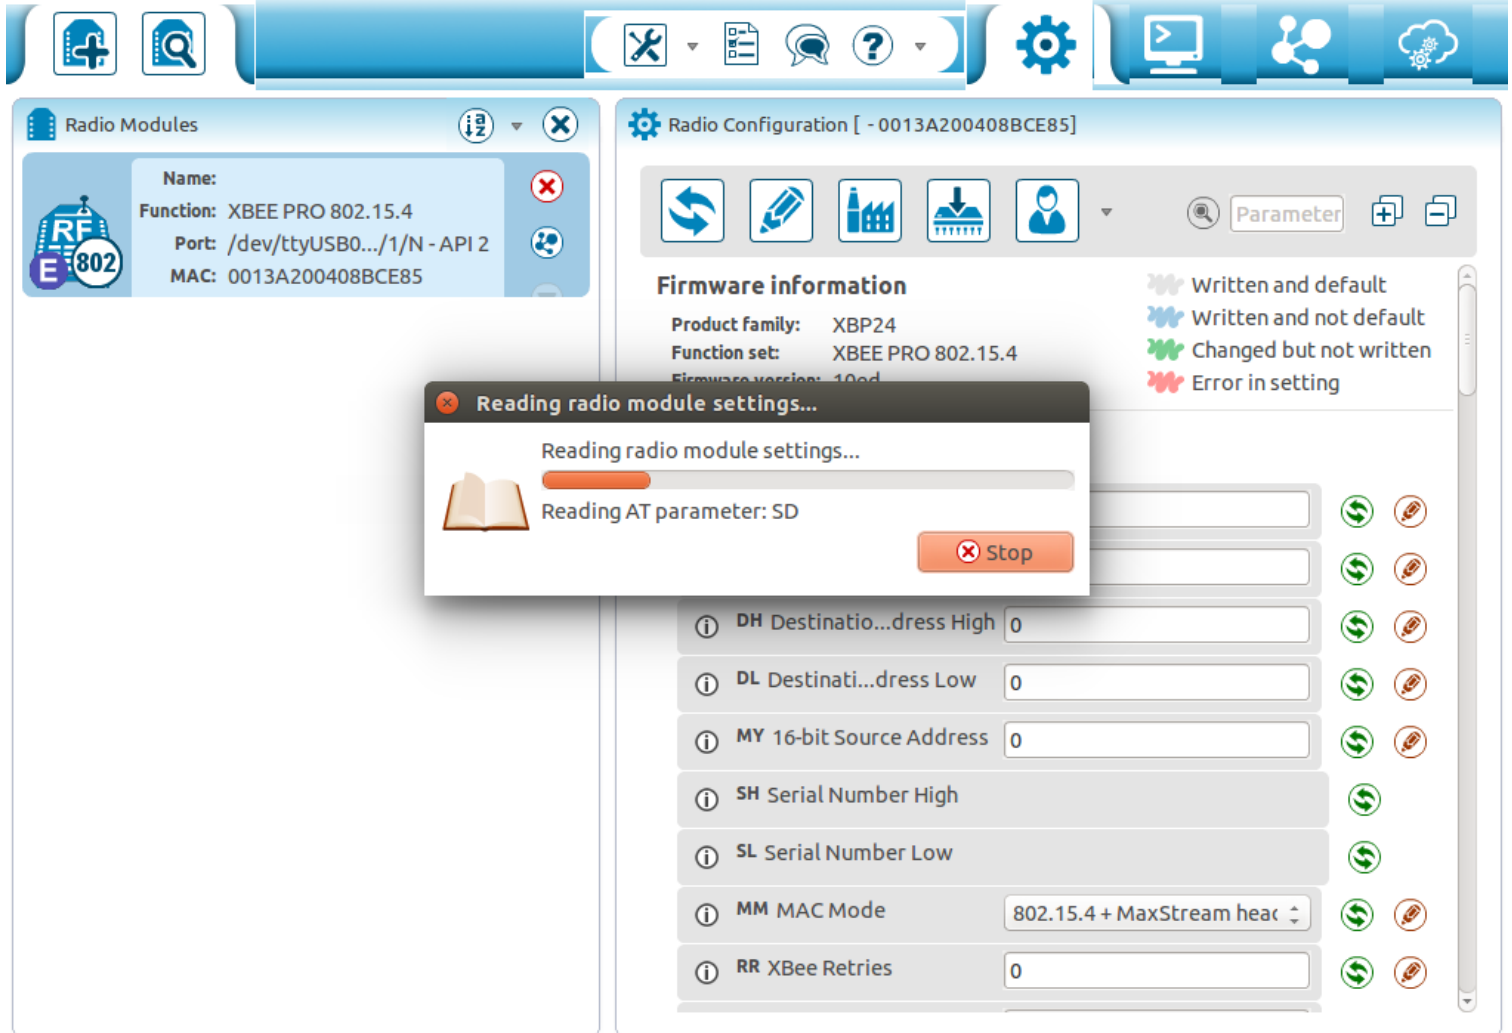 Radio Modules
Name:
Function: XBEE PRO 802.15.4
Port: /dev/ttyUSB0.../1/N - API 2
MAC: 0013A200408BCE85
RF
802
E
Radio Configuration [ - 0013A200408BCE85]
Parameter
Firmware information
Product family: XBP24
Function set: XBEE PRO 802.15.4
Firmware version: 10ed
Written and default
Written and not default
Changed but not written
Error in setting
Reading radio module settings...
Reading radio module settings...
Reading AT parameter: SD
Stop
DH Destinatio...dress High 0
DL Destinati...dress Low 0
MY 16-bit Source Address 0
SH Serial Number High
SL Serial Number Low
MM MAC Mode 802.15.4 + MaxStream head
RR XBee Retries 0